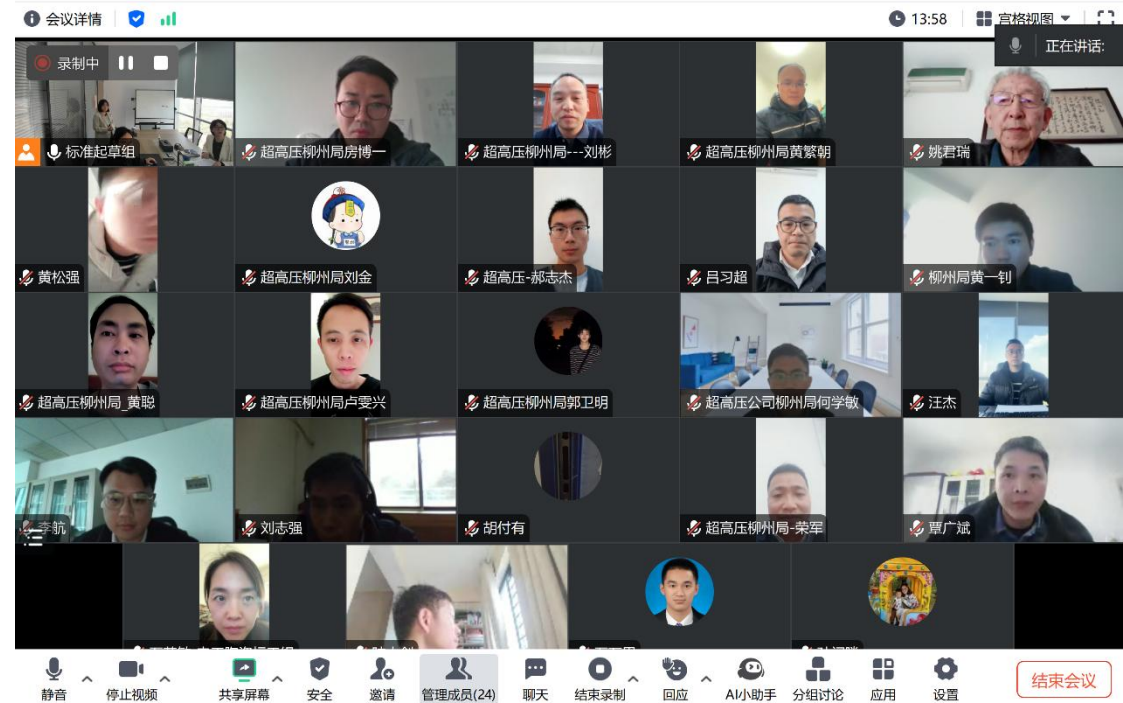 会议详情
13:58
宫格视图
正在讲话:
录制中
标准起草组
超高压柳州局房博一
超高压柳州局---刘彬
超高压柳州局黄繁朝
姚君瑞
黄松强
超高压柳州局刘金
超高压-郝志杰
吕习超
柳州局黄一钊
超高压柳州局_黄聪
超高压柳州局卢雯兴
超高压柳州局郭卫明
超高压公司柳州局何学敏
汪杰
李航
刘志强
胡付有
超高压柳州局-荣军
覃广斌
静音
停止视频
共享屏幕
安全
邀请
管理成员(24)
聊天
结束录制
回应
AI小助手
分组讨论
应用
设置
结束会议